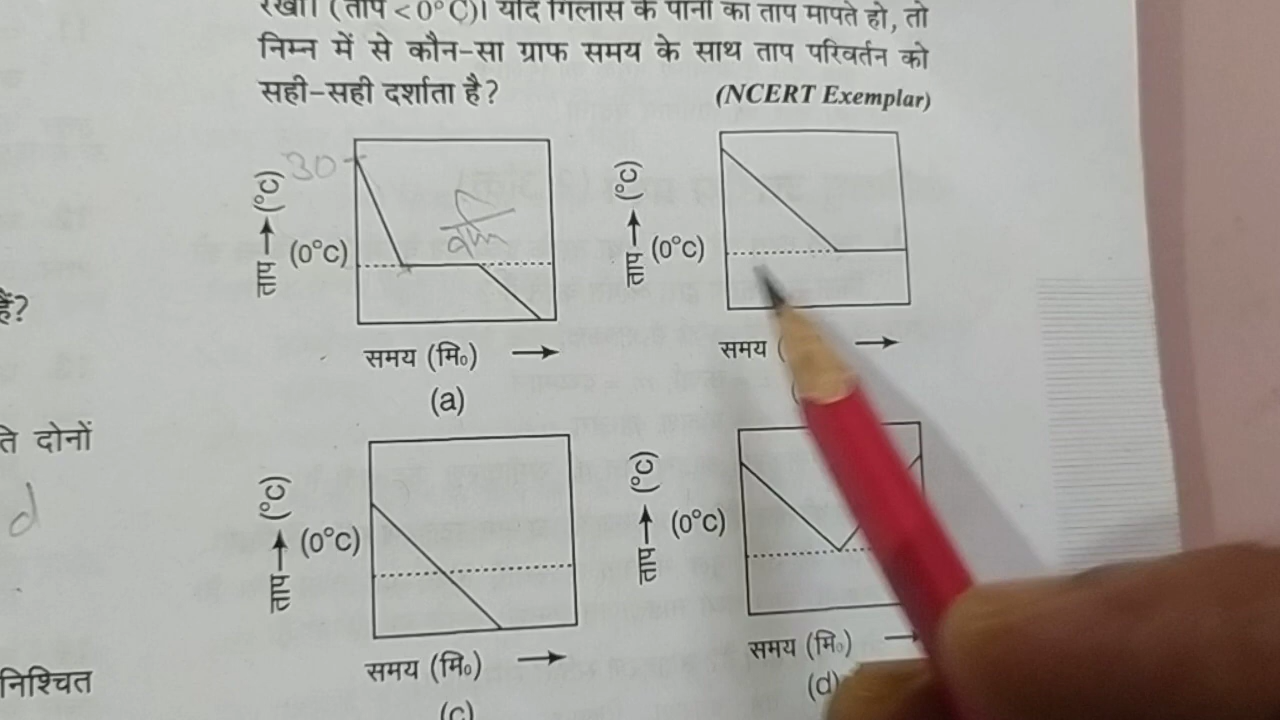 रखा। (ताप < 0° C)। यदि गिलास के पानी का ताप मापते हो, तो
निम्न में से कौन-सा ग्राफ समय के साथ ताप परिवर्तन को
सही-सही दर्शाता है? (NCERT Exemplar)
30
ताप → (°C)
(0°C)
बर्फ
समय (मि०) →
(a)
ताप → (°C)
(0°C)
समय (
→
हैं?
ते दोनों
d
निश्चित
ताप → (°C)
(0°C)
समय (मि०) →
(c)
ताप → (°C)
(0°C)
समय (मि०) →
(d)